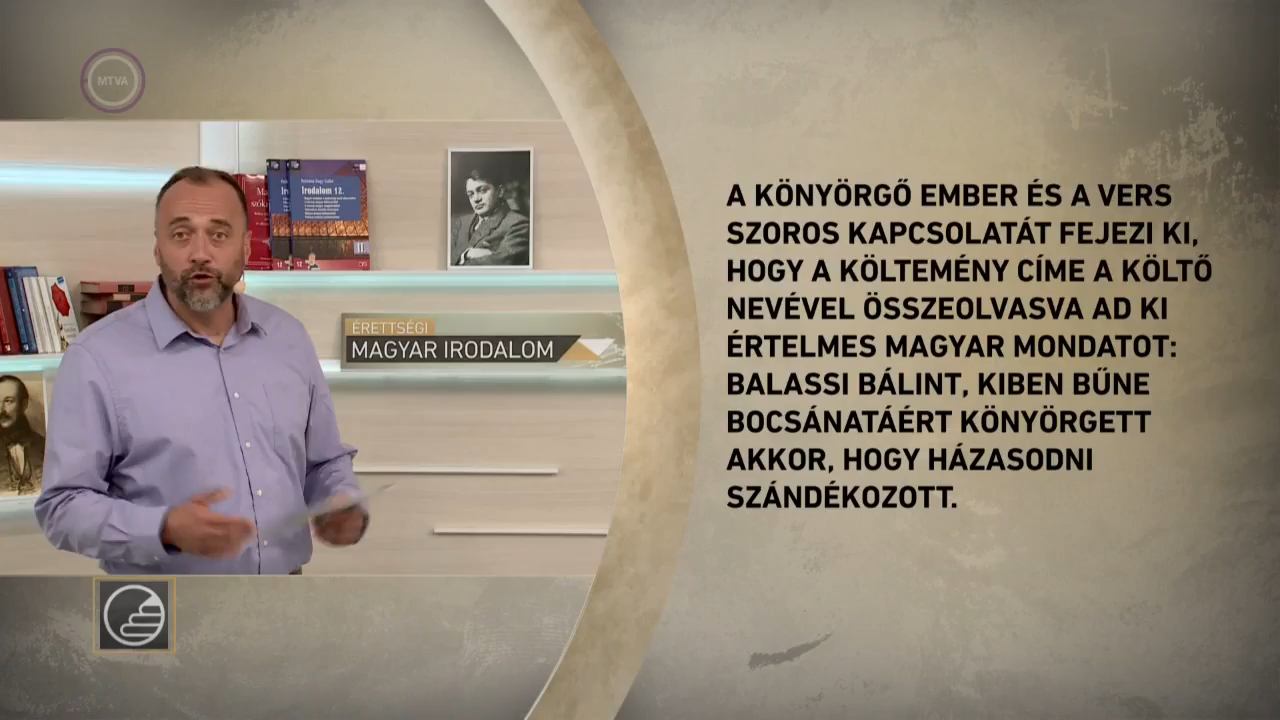 MTVA
Irodalom 12.
ÉRETTSÉGI
MAGYAR IRODALOM
A KÖNYÖRGŐ EMBER ÉS A VERS
SZOROS KAPCSOLATÁT FEJEZI KI,
HOGY A KÖLTEMÉNY CÍME A KÖLTŐ
NEVÉVEL ÖSSZEOLVASVA AD KI
ÉRTELMES MAGYAR MONDATOT:
BALASSI BÁLINT, KIBEN BŰNE
BOCSÁNATÁÉRT KÖNYÖRGETT
AKKOR, HOGY HÁZASODNI
SZÁNDÉKOZOTT.